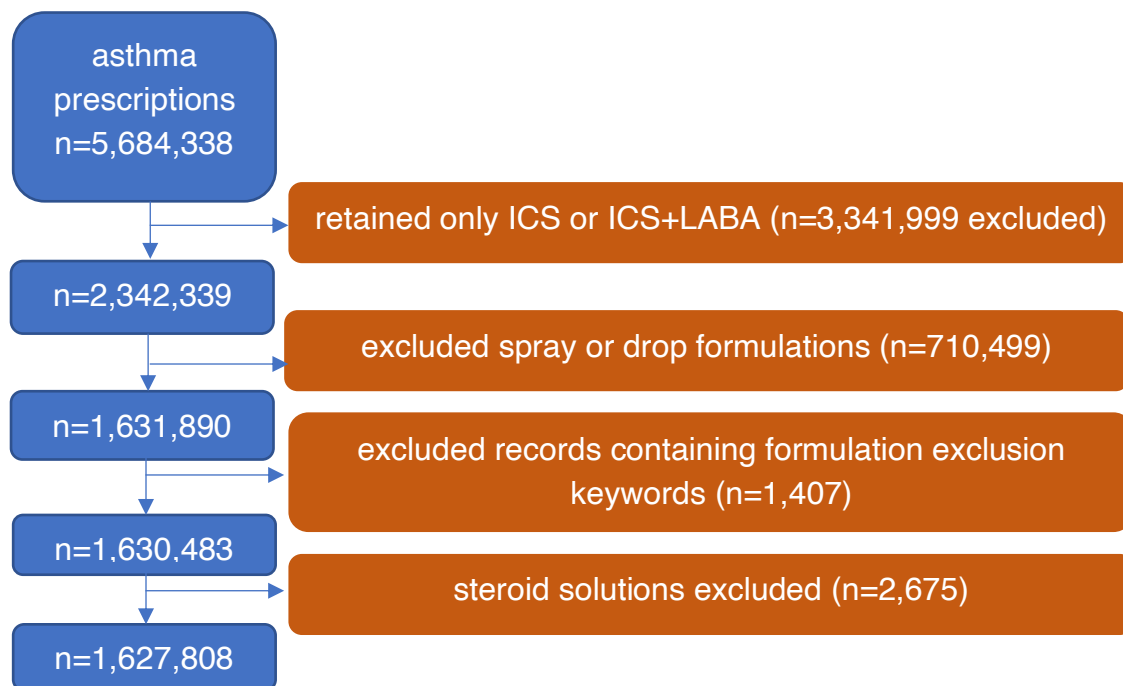 asthma
prescriptions
n=5,684,338
retained only ICS or ICS+LABA (n=3,341,999 excluded)
n=2,342,339
excluded spray or drop formulations (n=710,499)
n=1,631,890
excluded records containing formulation exclusion
keywords (n=1,407)
n=1,630,483
steroid solutions excluded (n=2,675)
n=1,627,808